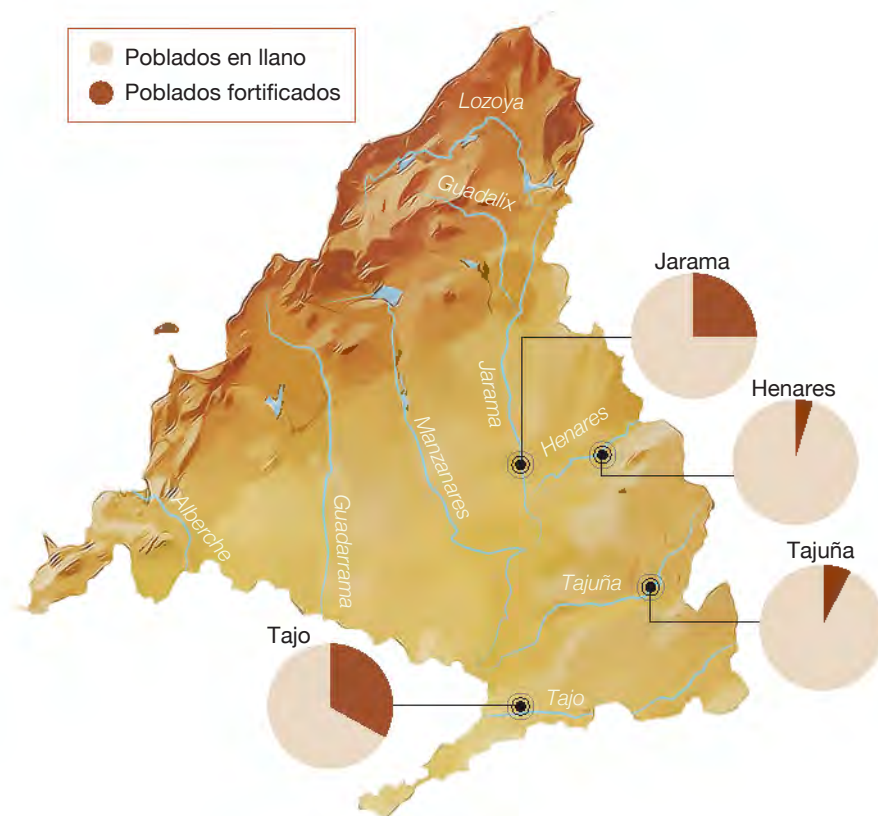 Poblados en llano
Poblados fortificados
Lozoya
Guadalix
Jarama
Henares
Tajuña
Tajo
Jarama
Henares
Manzanares
Guadarrama
Alberche
Tajuña
Tajo